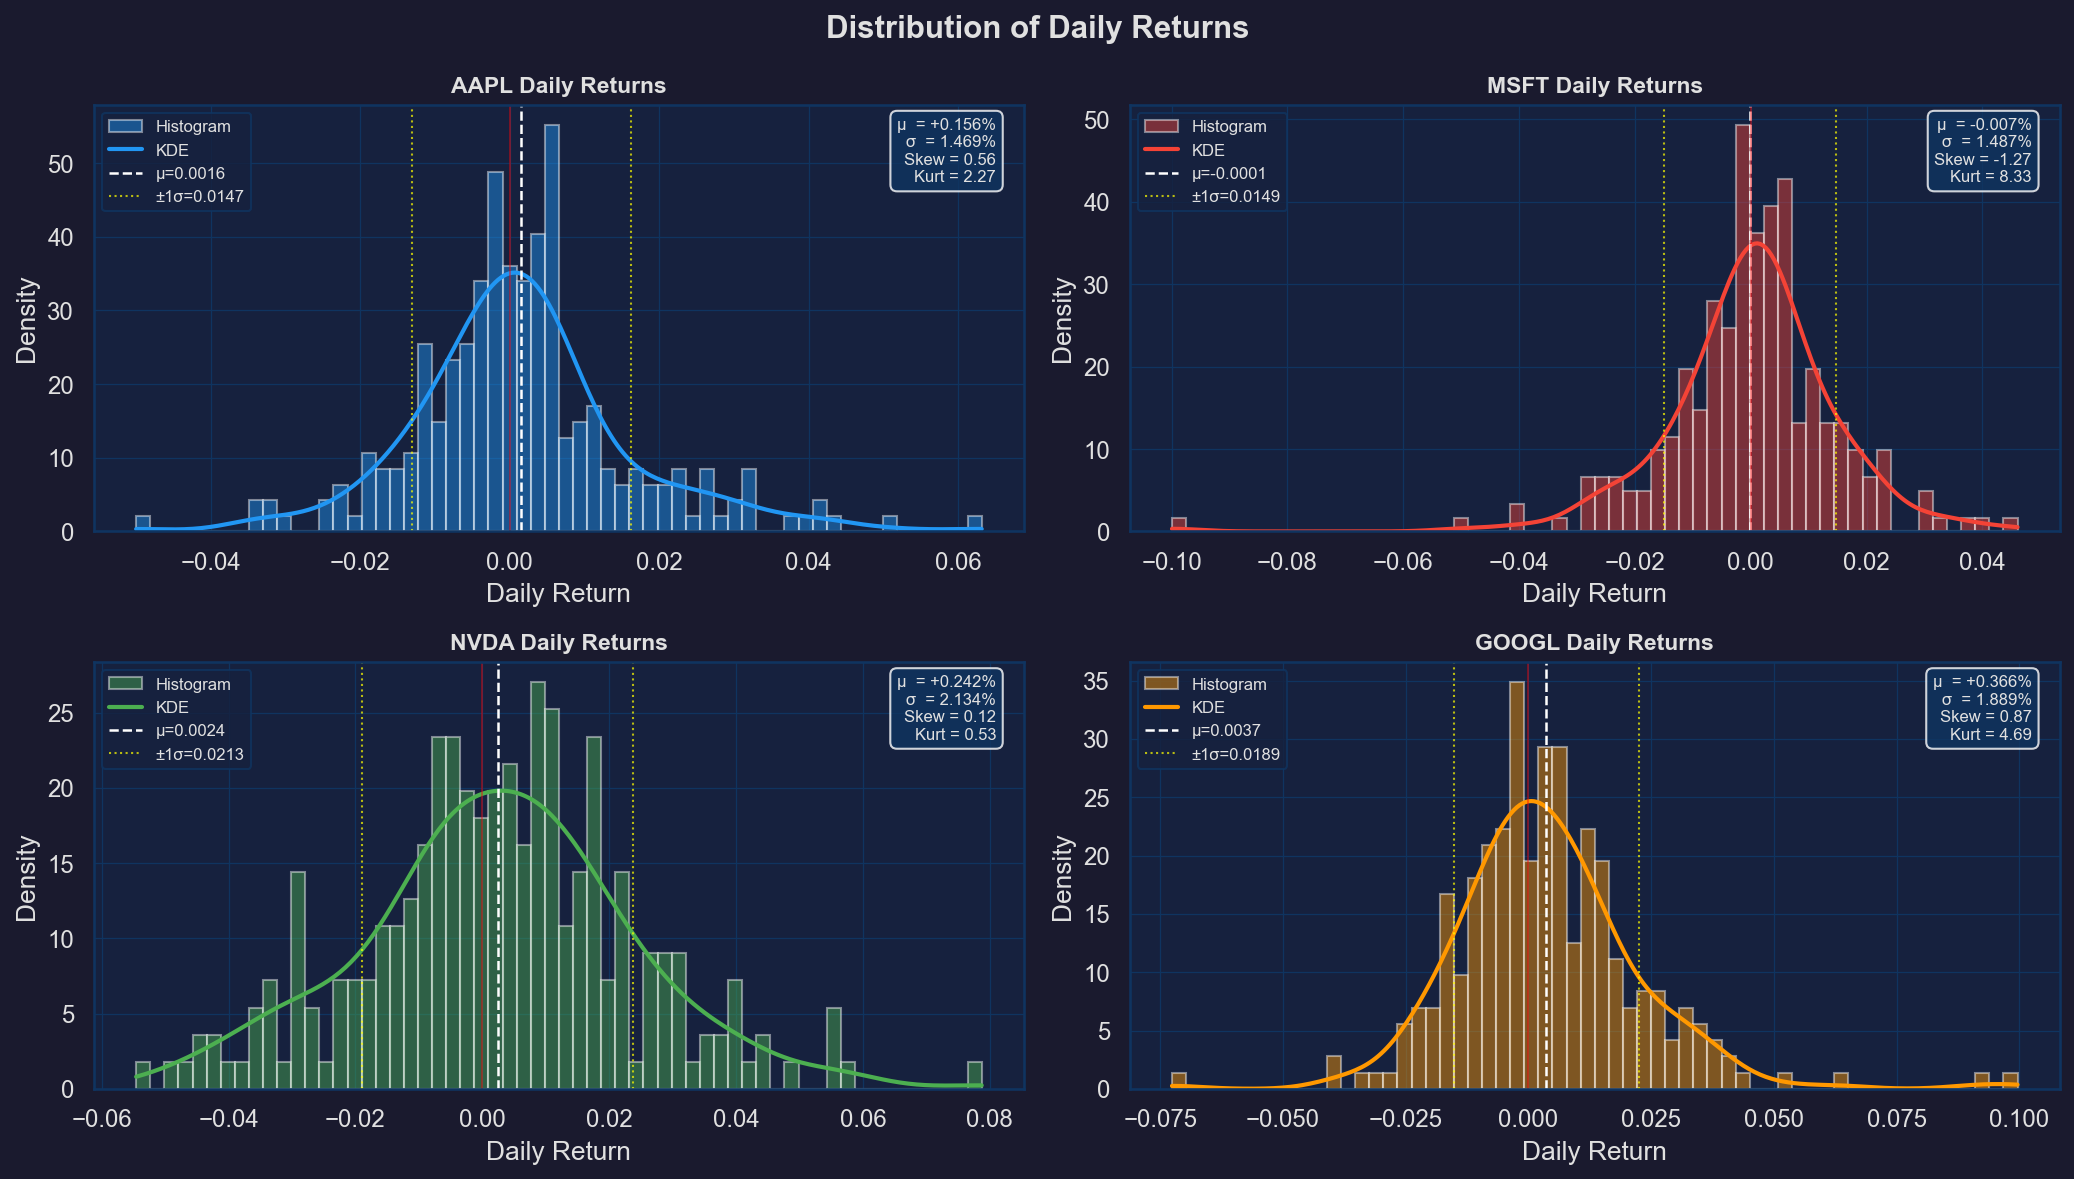 Distribution of Daily Returns
AAPL Daily Returns
Histogram
KDE
μ=0.0016
±1σ=0.0147
μ = +0.156%
σ = 1.469%
Skew = 0.56
Kurt = 2.27
Density
50
40
30
20
10
0
−0.04 −0.02 0.00 0.02 0.04 0.06
Daily Return
MSFT Daily Returns
Histogram
KDE
μ=-0.0001
±1σ=0.0149
μ = -0.007%
σ = 1.487%
Skew = -1.27
Kurt = 8.33
Density
50
40
30
20
10
0
−0.10 −0.08 −0.06 −0.04 −0.02 0.00 0.02 0.04
Daily Return
NVDA Daily Returns
Histogram
KDE
μ=0.0024
±1σ=0.0213
μ = +0.242%
σ = 2.134%
Skew = 0.12
Kurt = 0.53
Density
25
20
15
10
5
0
−0.06 −0.04 −0.02 0.00 0.02 0.04 0.06 0.08
Daily Return
GOOGL Daily Returns
Histogram
KDE
μ=0.0037
±1σ=0.0189
μ = +0.366%
σ = 1.889%
Skew = 0.87
Kurt = 4.69
Density
35
30
25
20
15
10
5
0
−0.075 −0.050 −0.025 0.000 0.025 0.050 0.075 0.100
Daily Return